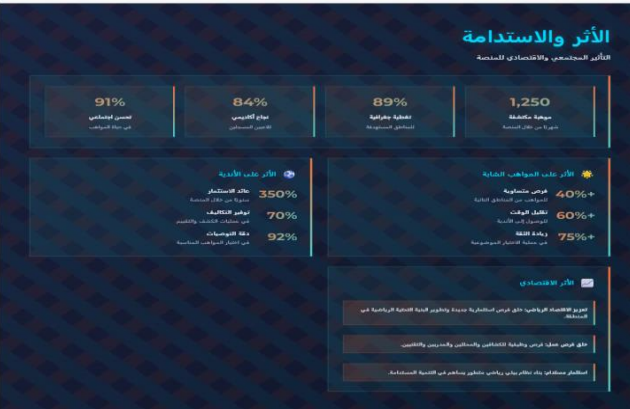 الأثر والاستدامة
التأثير المجتمعي والاقتصادي للمنصة
1,250
موهبة مكتشفة
شهريًا من خلال المنصة
89%
تغطية جغرافية
للمناطق المستهدفة
84%
نجاح أكاديمي
للاعبين المسجلين
91%
تحسن اجتماعي
في حياة المواهب
الأثر على المواهب الشابة
40%+
فرص متساوية
للمواهب من المناطق النائية
60%+
تقليل الوقت
للوصول إلى الأندية
75%+
زيادة الثقة
في عملية الاختيار الموضوعية
الأثر على الأندية
350%
عائد الاستثمار
سنويًا من خلال المنصة
70%
توفير التكاليف
في عمليات الكشف والتقييم
92%
دقة التوصيات
في اختيار المواهب المناسبة
الأثر الاقتصادي
تعزيز الاقتصاد الرياضي: خلق فرص استثمارية جديدة وتطوير البنية التحتية الرياضية في
المنطقة.
خلق فرص عمل: فرص وظيفية للكشافين والمحللين والمدربين والتقنيين.
استثمار مستدام: بناء نظام بيئي رياضي متطور يساهم في التنمية المستدامة.